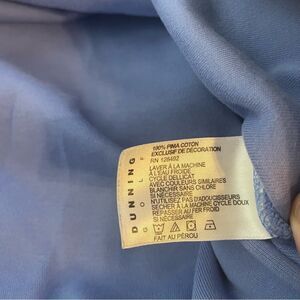 DUNNING
GOLF
100% PIMA COTON
EXCLUSIF DE DÉCORATION
RN 128492
LAVER À LA MACHINE
À L'EAU FROIDE
CYCLE DÉLICAT
AVEC COULEURS SIMILAIRES
BLANCHIR SANS CHLORE
SI NÉCESSAIRE
N'UTILISEZ PAS D'ADOUCISSEURS
SÉCHER À LA MACHINE CYCLE DOUX
REPASSER AU FER FROID
SI NÉCESSAIRE
FAIT AU PÉROU